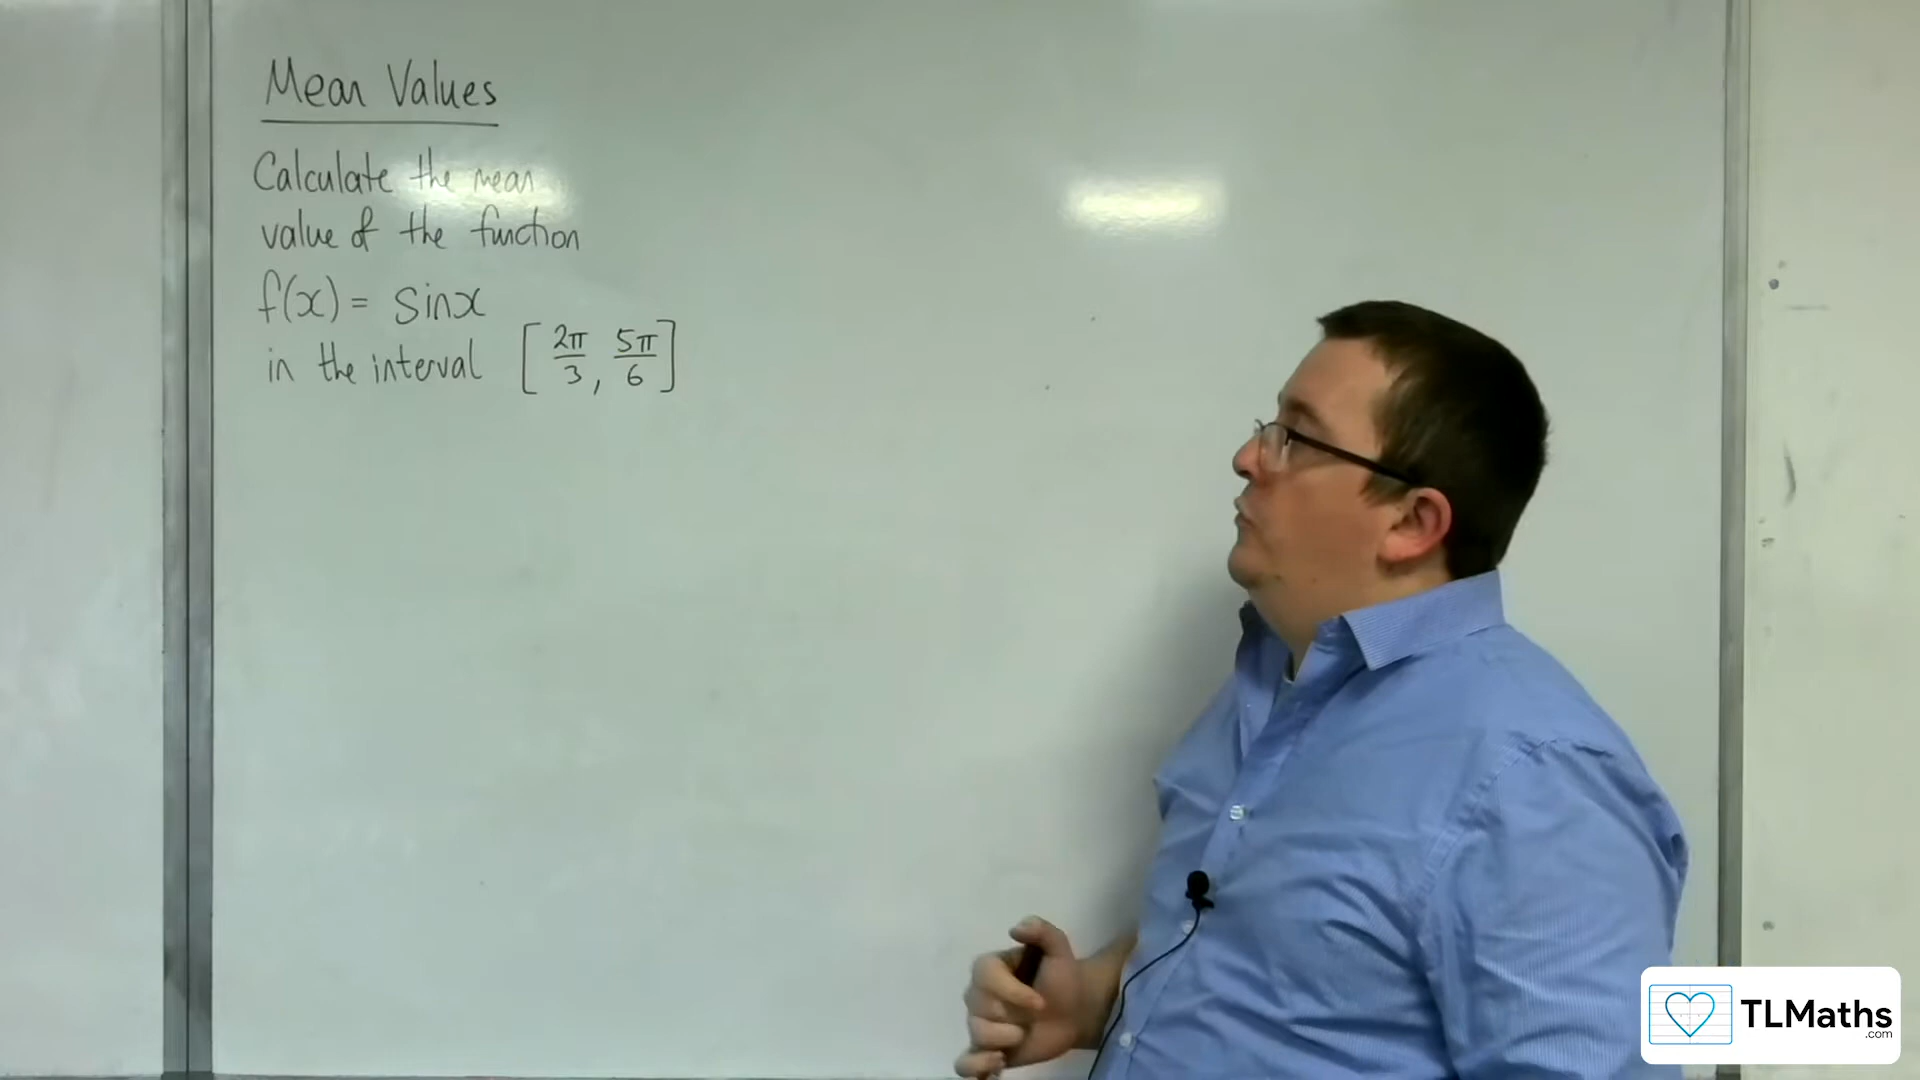 Mean Values
Calculate the mean
value of the function
f(x) = sinx
in the interval [2π/3, 5π/6]
TLMaths
.com